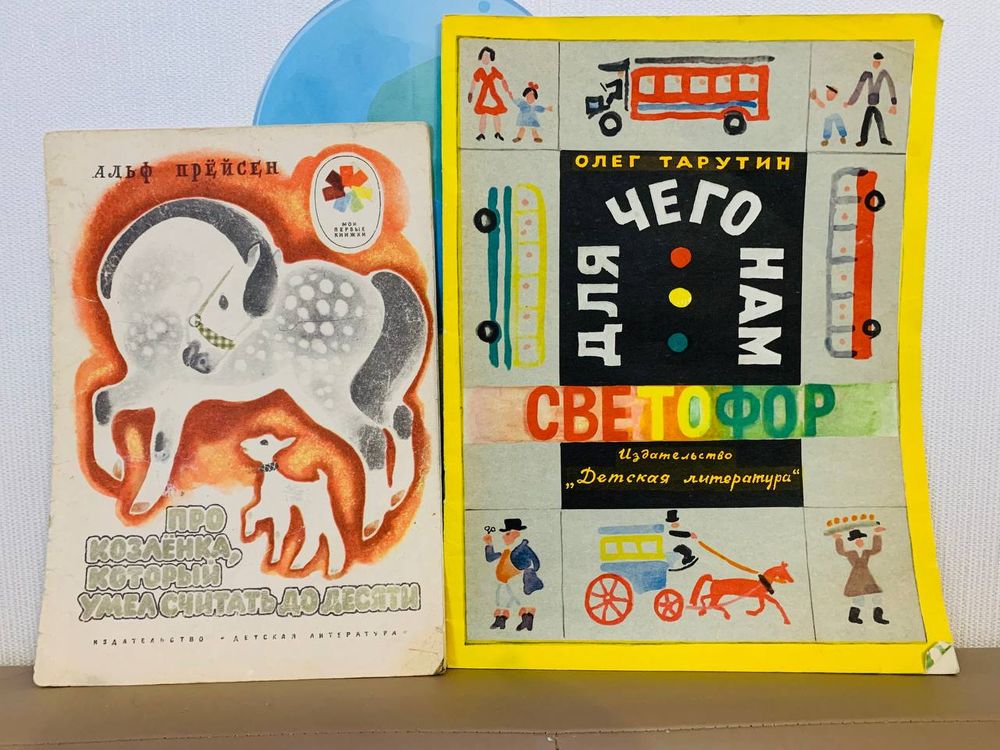 АЛЬФ ПРЁЙСЕН
МОИ
ПЕРВЫЕ
КНИЖКИ
ПРО
КОЗЛЁНКА,
КОТОРЫЙ
УМЕЛ СЧИТАТЬ ДО ДЕСЯТИ
ИЗДАТЕЛЬСТВО «ДЕТСКАЯ ЛИТЕРАТУРА»
ОЛЕГ ТАРУТИН
ДЛЯ ЧЕГО НАМ
СВЕТОФОР
Издательство
„Детская литература“